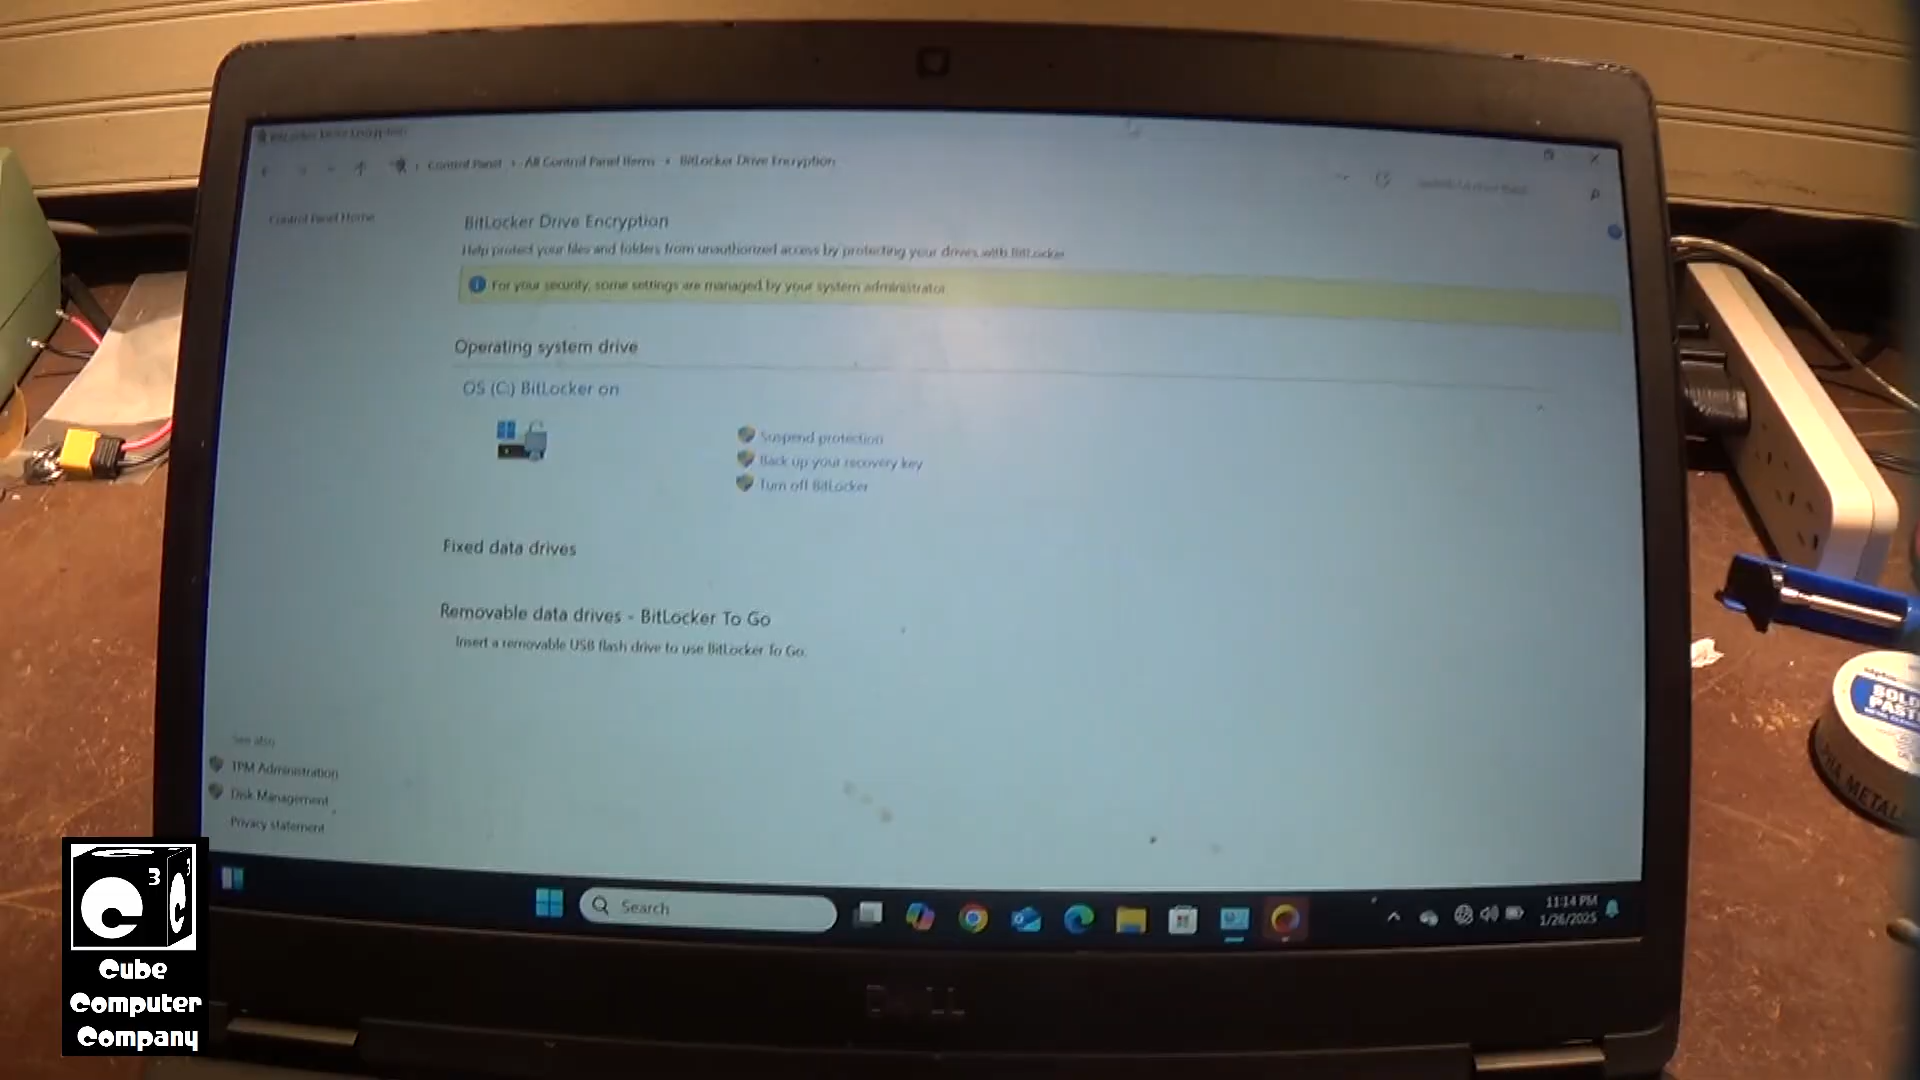 BitLocker Drive Encryption
Control Panel › All Control Panel Items › BitLocker Drive Encryption
Control Panel Home
BitLocker Drive Encryption
Help protect your files and folders from unauthorized access by protecting your drives with BitLocker.
For your security, some settings are managed by your system administrator.
Operating system drive
OS (C:) BitLocker on
Suspend protection
Back up your recovery key
Turn off BitLocker
Fixed data drives
Removable data drives - BitLocker To Go
Insert a removable USB flash drive to use BitLocker To Go.
See also
TPM Administration
Disk Management
Privacy statement
Search
11:14 PM
1/26/2025
DELL
C3
Cube
Computer
Company